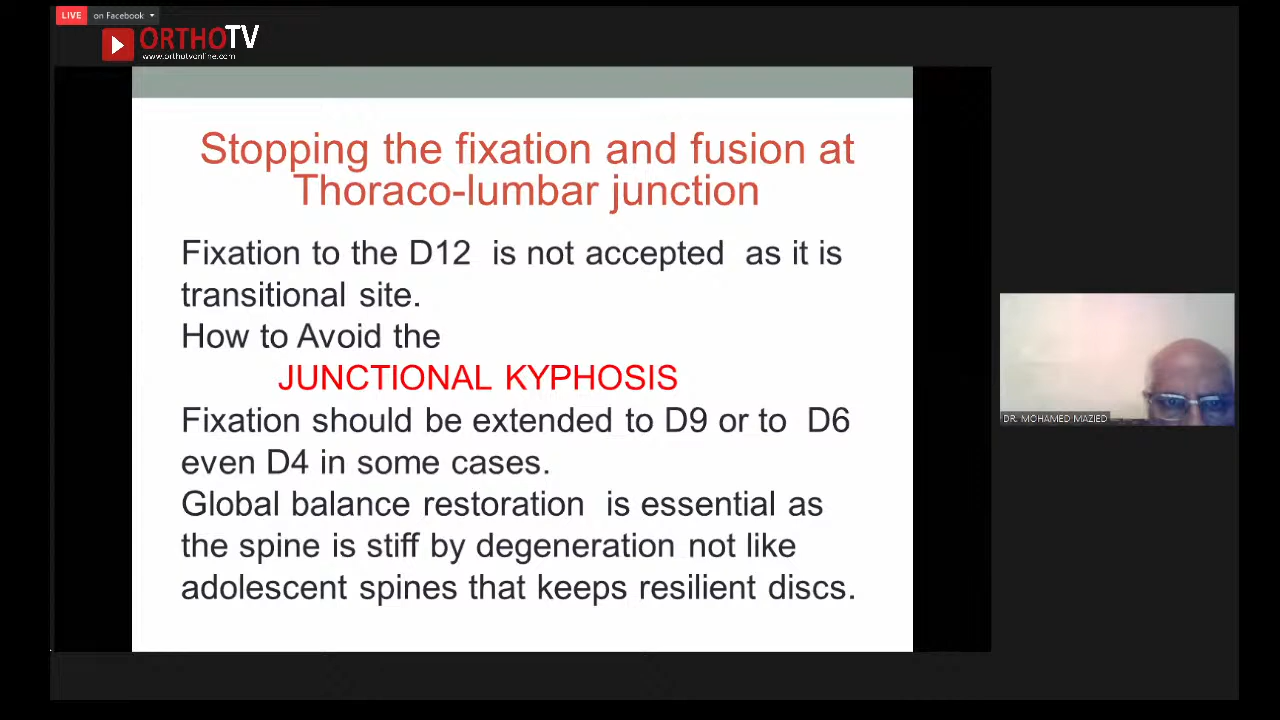 LIVE on Facebook
ORTHOTV
www.orthotvonline.com
Stopping the fixation and fusion at
Thoraco-lumbar junction
Fixation to the D12 is not accepted as it is
transitional site.
How to Avoid the
JUNCTIONAL KYPHOSIS
Fixation should be extended to D9 or to D6
even D4 in some cases.
Global balance restoration is essential as
the spine is stiff by degeneration not like
adolescent spines that keeps resilient discs.
DR. MOHAMED MAZIED